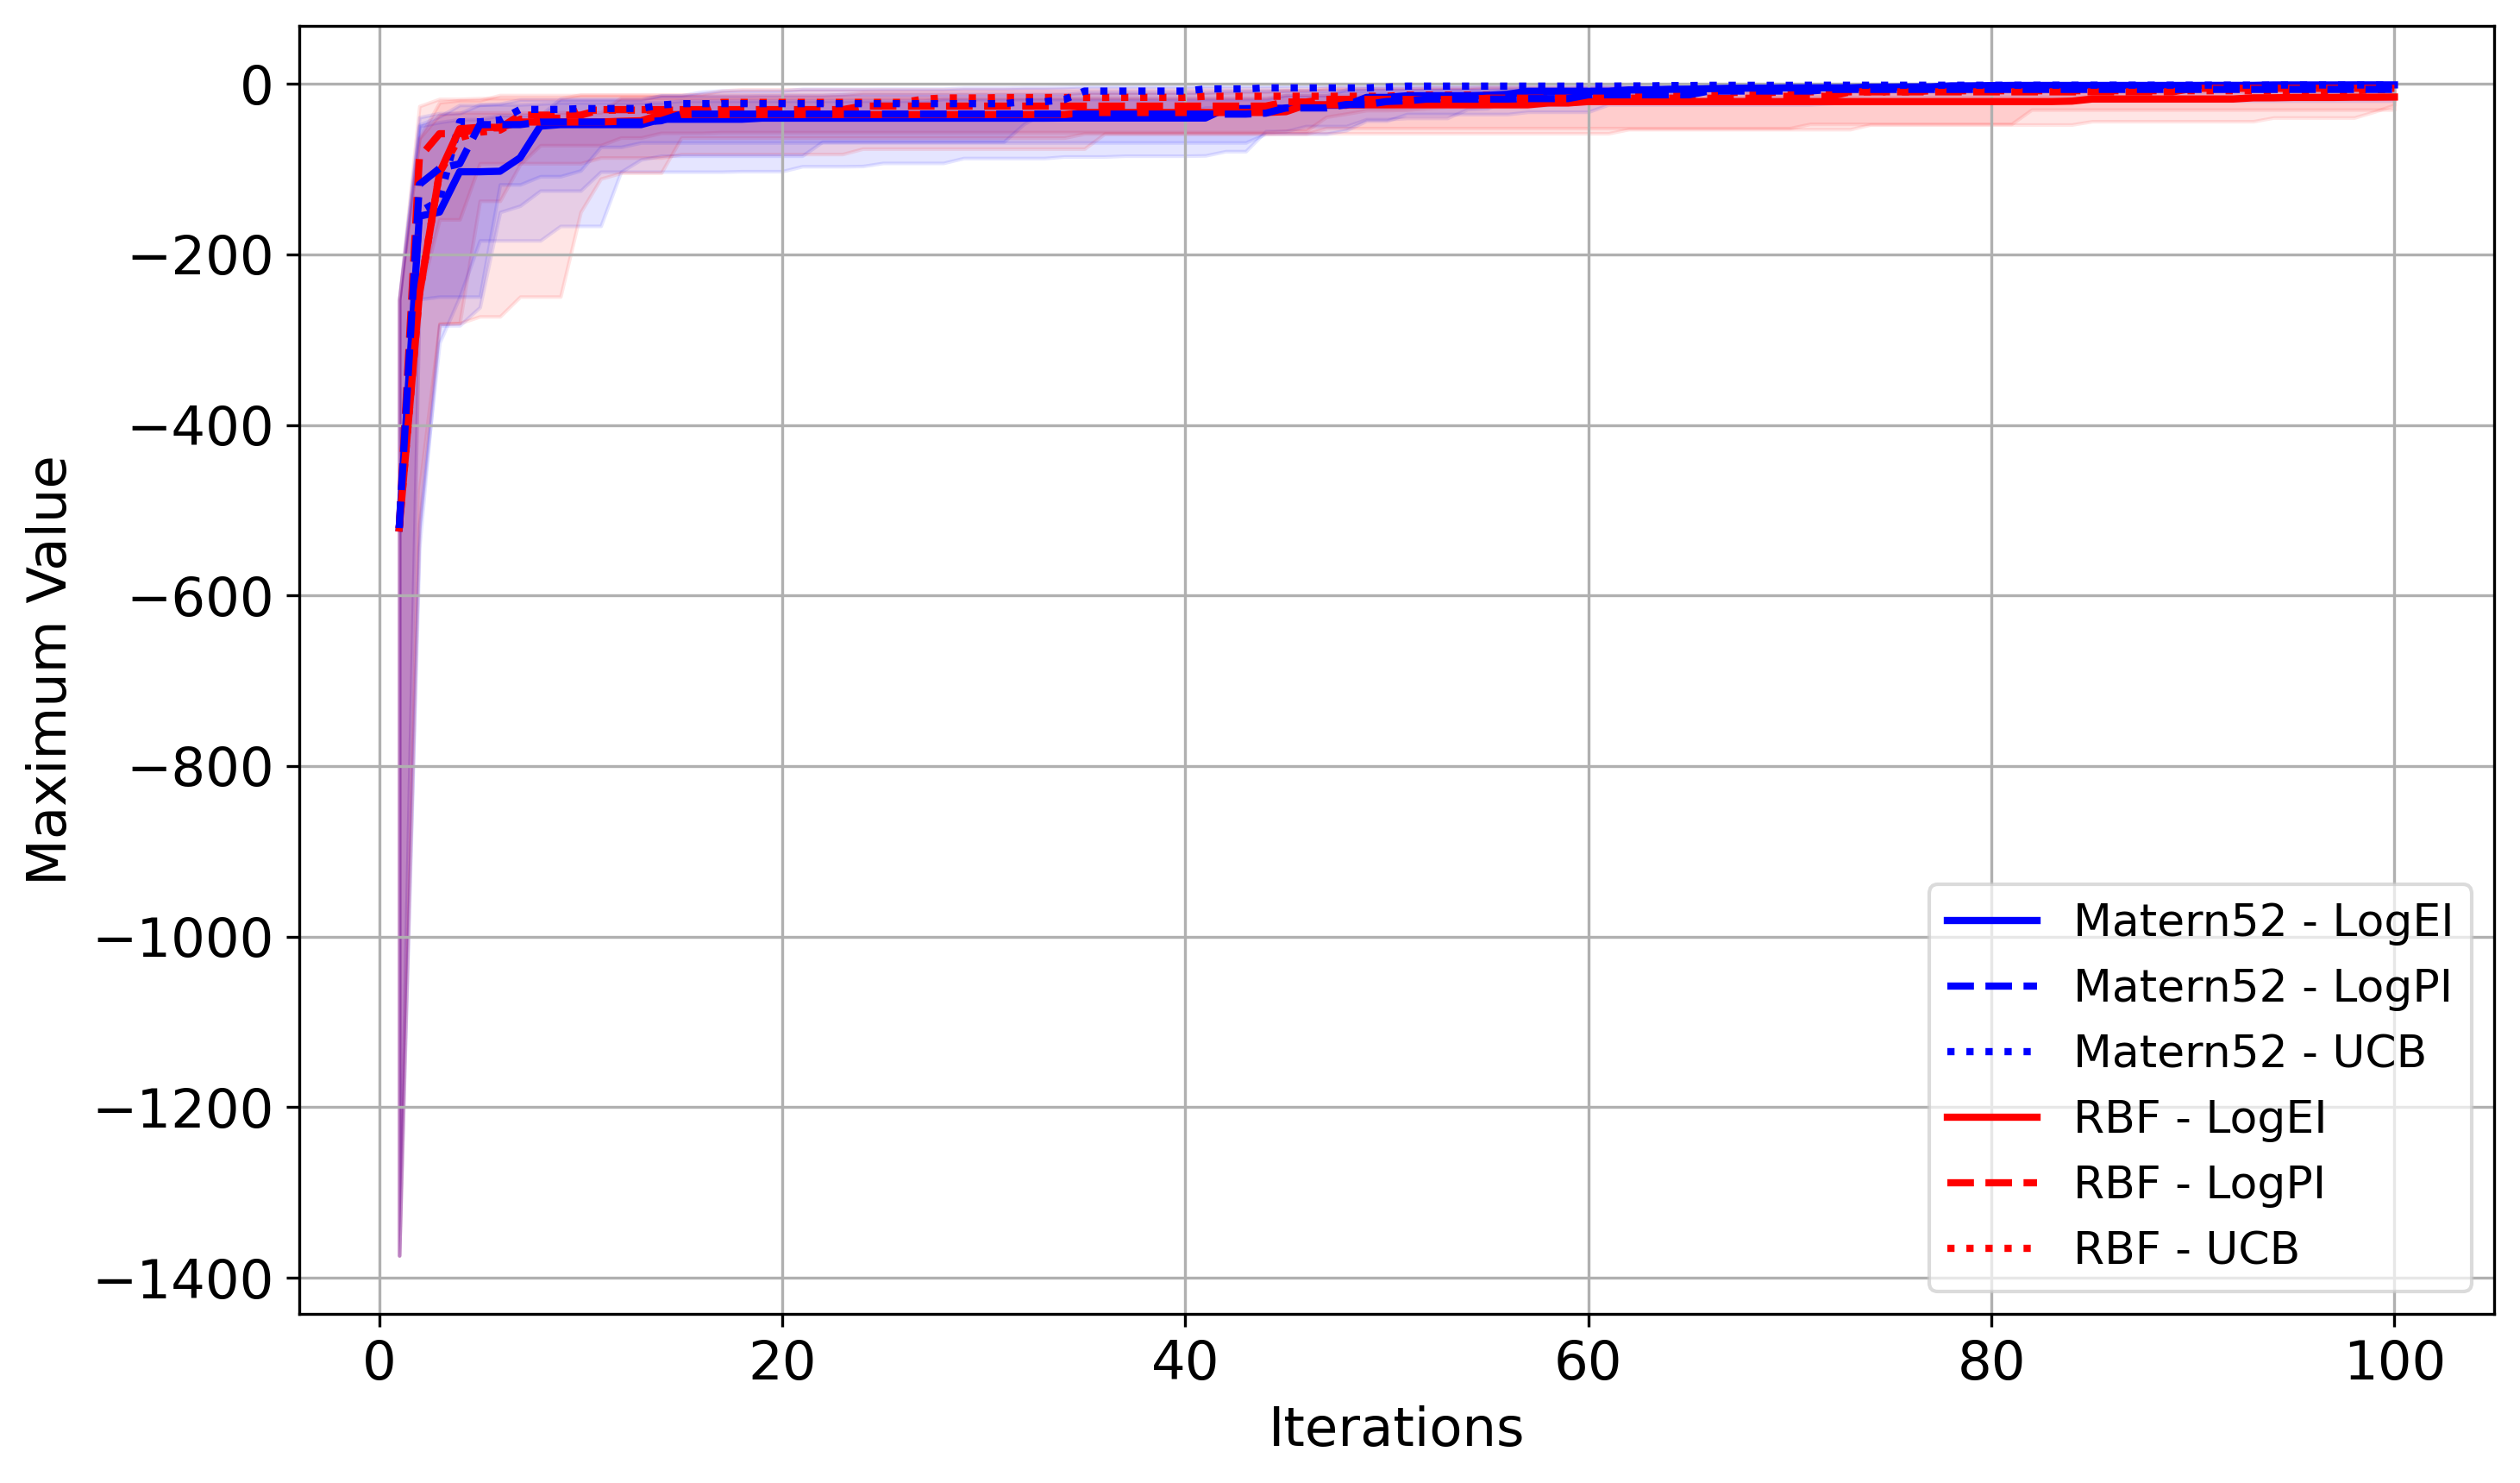 Maximum Value
0
−200
−400
−600
−800
−1000
−1200
−1400
Matern52 - LogEI
Matern52 - LogPI
Matern52 - UCB
RBF - LogEI
RBF - LogPI
RBF - UCB
0 20 40 60 80 100
Iterations